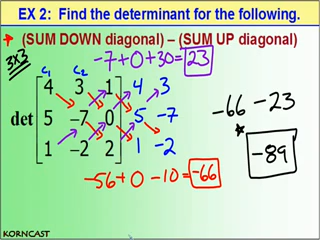 EX 2: Find the determinant for the following.
(SUM DOWN diagonal) – (SUM UP diagonal)
3x3
-7+0+30=23
C₁ C₂
4 3 1 4 3
det 5 -7 0 5 -7
1 -2 2 1 -2
-66 -23
-89
-56+0-10=-66
KORNCAST